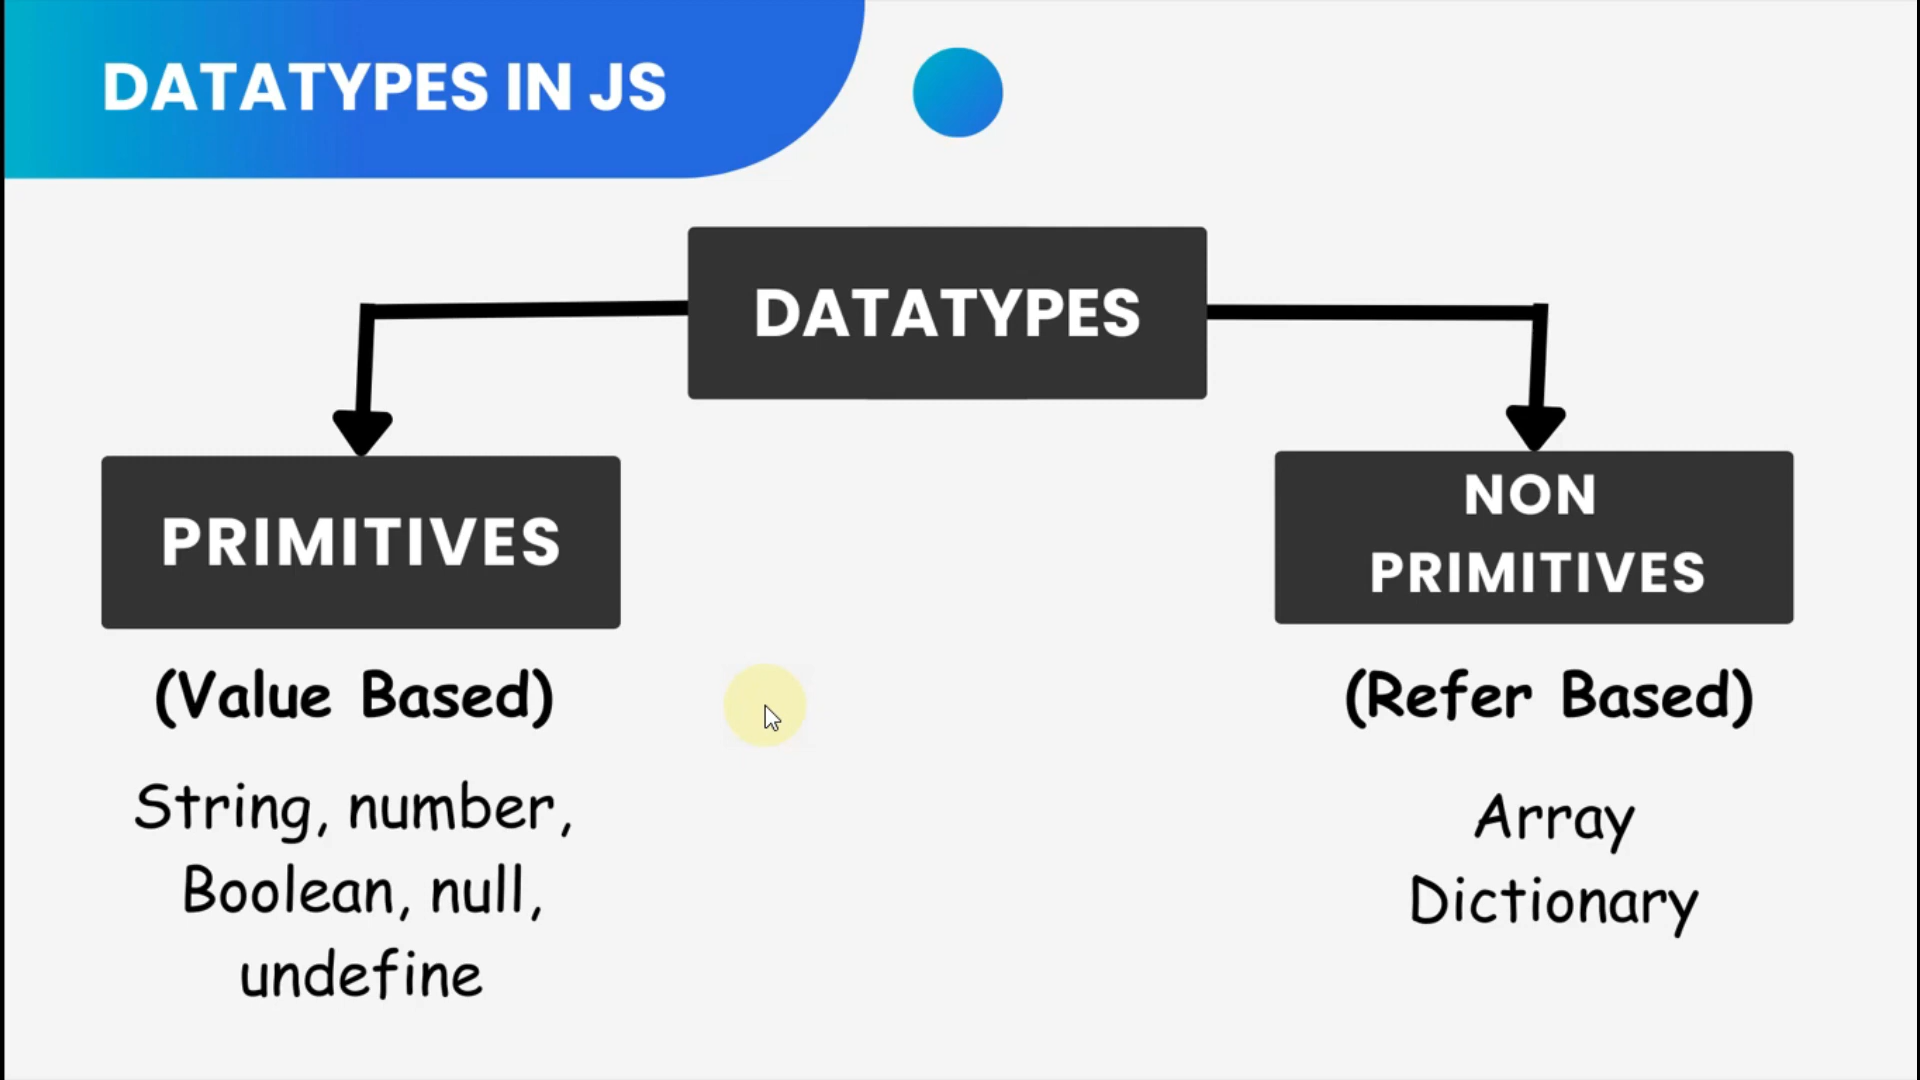 DATATYPES IN JS
DATATYPES
PRIMITIVES
(Value Based)
String, number,
Boolean, null,
undefine
NON
PRIMITIVES
(Refer Based)
Array
Dictionary